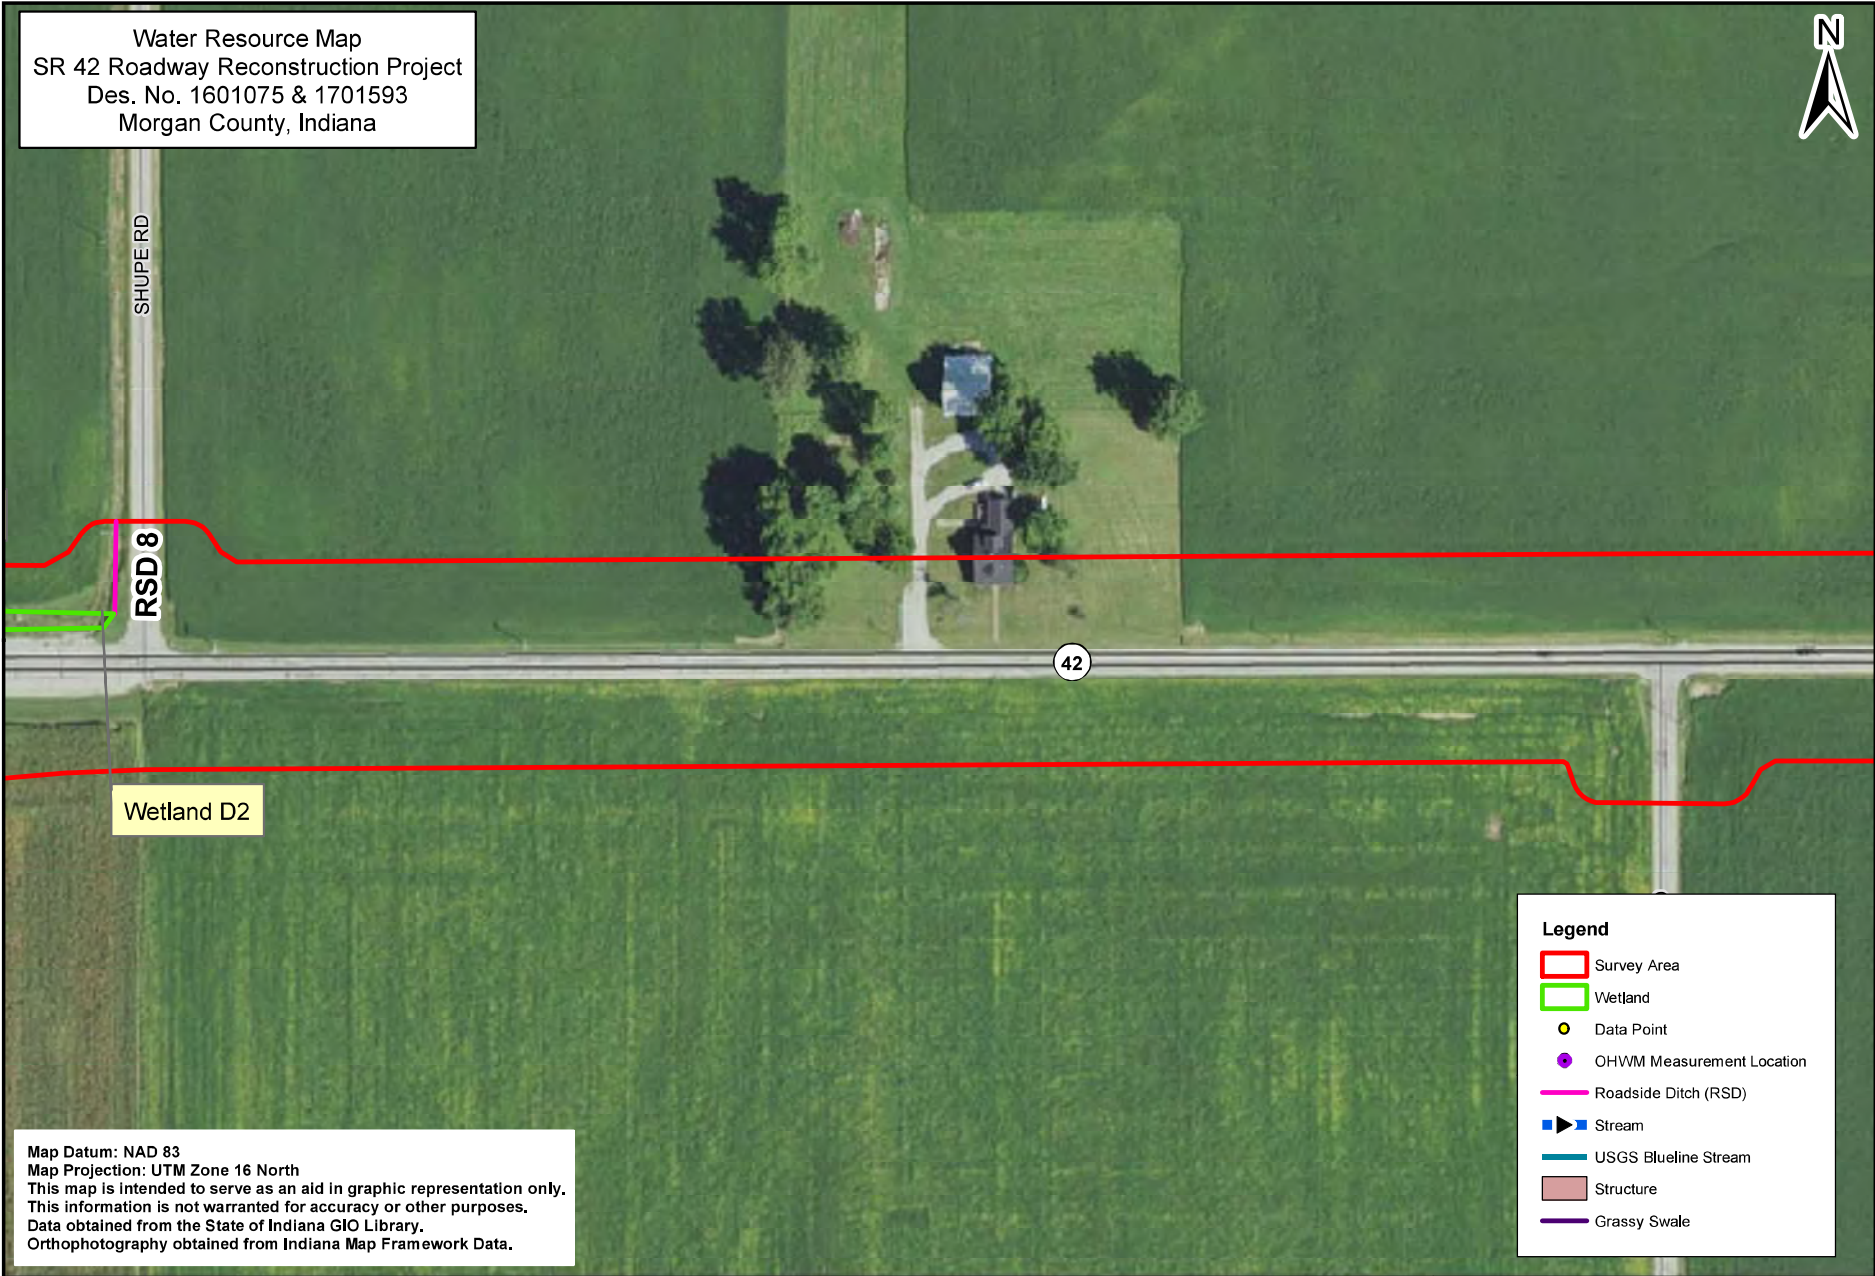 Water Resource Map
SR 42 Roadway Reconstruction Project
Des. No. 1601075 & 1701593
Morgan County, Indiana
N
SHUPE RD
RSD 8
42
Wetland D2
Legend
Survey Area
Wetland
Data Point
OHWM Measurement Location
Roadside Ditch (RSD)
Stream
USGS Blueline Stream
Structure
Grassy Swale
Map Datum: NAD 83
Map Projection: UTM Zone 16 North
This map is intended to serve as an aid in graphic representation only.
This information is not warranted for accuracy or other purposes.
Data obtained from the State of Indiana GIO Library.
Orthophotography obtained from Indiana Map Framework Data.